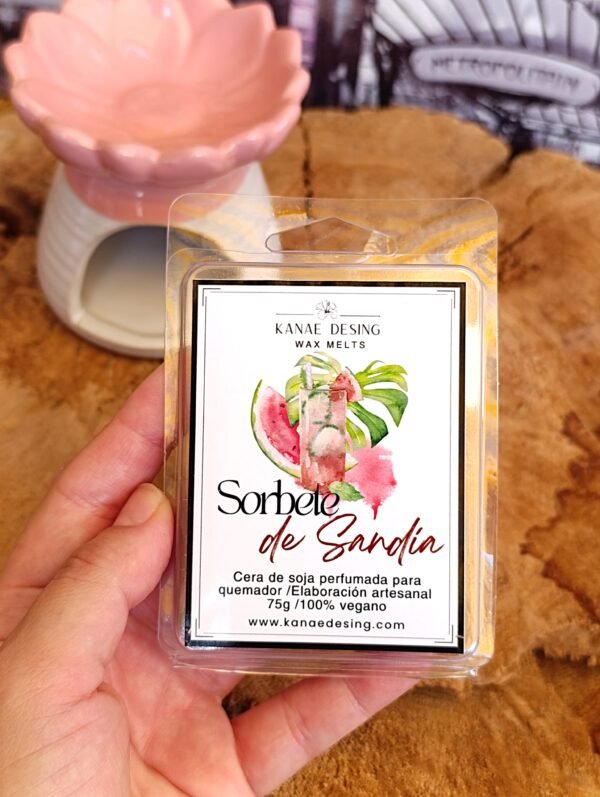 METROPOLITAIN
KANAE DESING
WAX MELTS
Sorbete
de Sandía
Cera de soja perfumada para
quemador /Elaboración artesanal
75g /100% vegano
www.kanaedesing.com